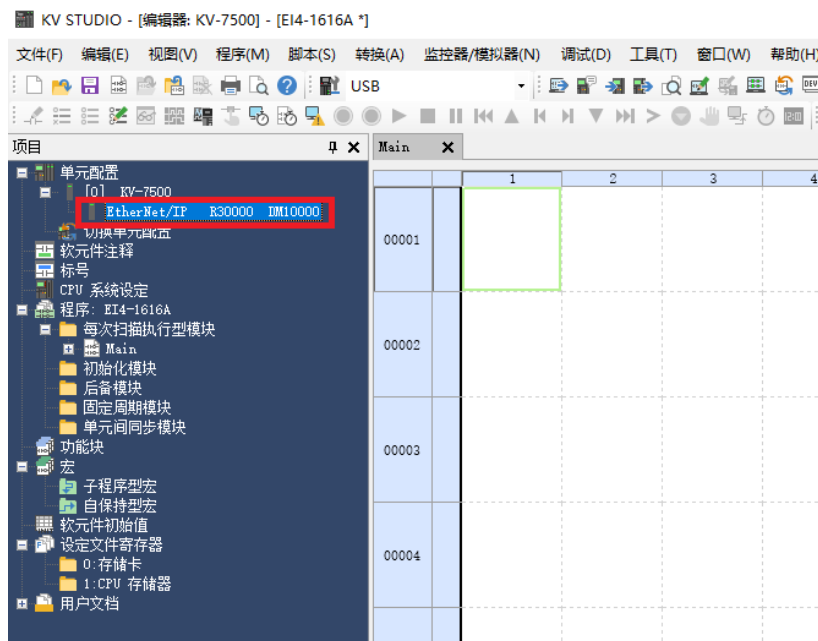 KV STUDIO - [编辑器: KV-7500] - [EI4-1616A *]
文件(F) 编辑(E) 视图(V) 程序(M) 脚本(S) 转换(A) 监控器/模拟器(N) 调试(D) 工具(T) 窗口(W) 帮助(H)
USB
项目
Main
单元配置
[0] KV-7500
EtherNet/IP R30000 DM10000
切换单元配置
软元件注释
标号
CPU 系统设定
程序: EI4-1616A
每次扫描执行型模块
Main
初始化模块
后备模块
固定周期模块
单元间同步模块
功能块
宏
子程序型宏
自保持型宏
软元件初始值
设定文件寄存器
0:存储卡
1:CPU 存储器
用户文档
1 2 3 4
00001
00002
00003
00004